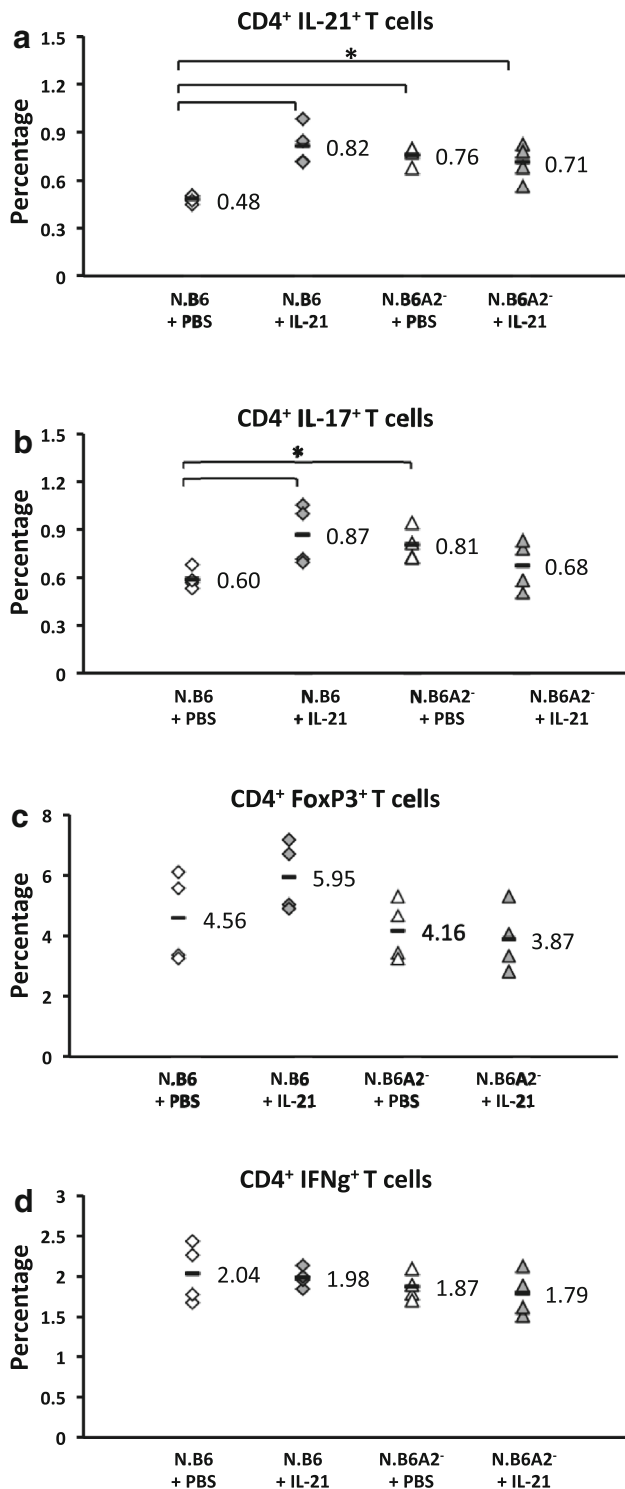 a
CD4⁺ IL-21⁺ T cells
Percentage
1.5
1.2
0.9
0.6
0.3
0
*
0.48
0.82
0.76
0.71
N.B6 + PBS
N.B6 + IL-21
N.B6A2⁻ + PBS
N.B6A2⁻ + IL-21
b
CD4⁺ IL-17⁺ T cells
Percentage
1.5
1.2
0.9
0.6
0.3
0
*
0.60
0.87
0.81
0.68
N.B6 + PBS
N.B6 + IL-21
N.B6A2⁻ + PBS
N.B6A2⁻ + IL-21
c
CD4⁺ FoxP3⁺ T cells
Percentage
8
6
4
2
0
4.56
5.95
4.16
3.87
N.B6 + PBS
N.B6 + IL-21
N.B6A2⁻ + PBS
N.B6A2⁻ + IL-21
d
CD4⁺ IFNg⁺ T cells
Percentage
3
2.5
2
1.5
1
0.5
0
2.04
1.98
1.87
1.79
N.B6 + PBS
N.B6 + IL-21
N.B6A2⁻ + PBS
N.B6A2⁻ + IL-21